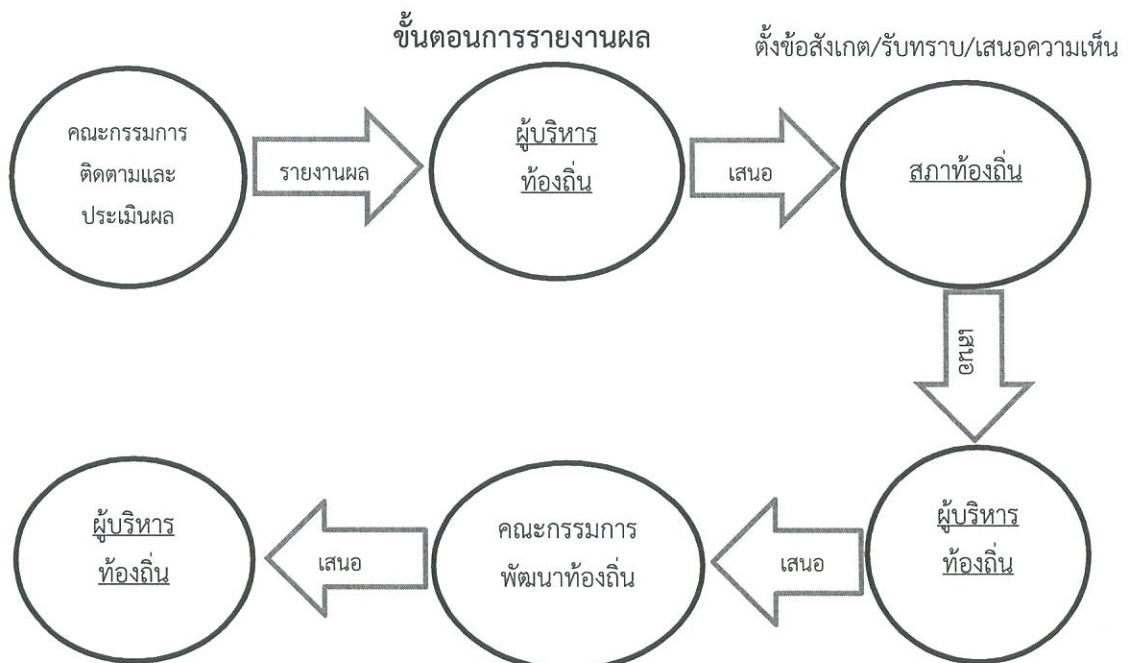 ขั้นตอนการรายงานผล
ตั้งข้อสังเกต/รับทราบ/เสนอความเห็น
คณะกรรมการ
ติดตามและ
ประเมินผล
รายงานผล
ผู้บริหาร
ท้องถิ่น
เสนอ
สภาท้องถิ่น
เสนอ
ผู้บริหาร
ท้องถิ่น
เสนอ
คณะกรรมการ
พัฒนาท้องถิ่น
เสนอ
ผู้บริหาร
ท้องถิ่น